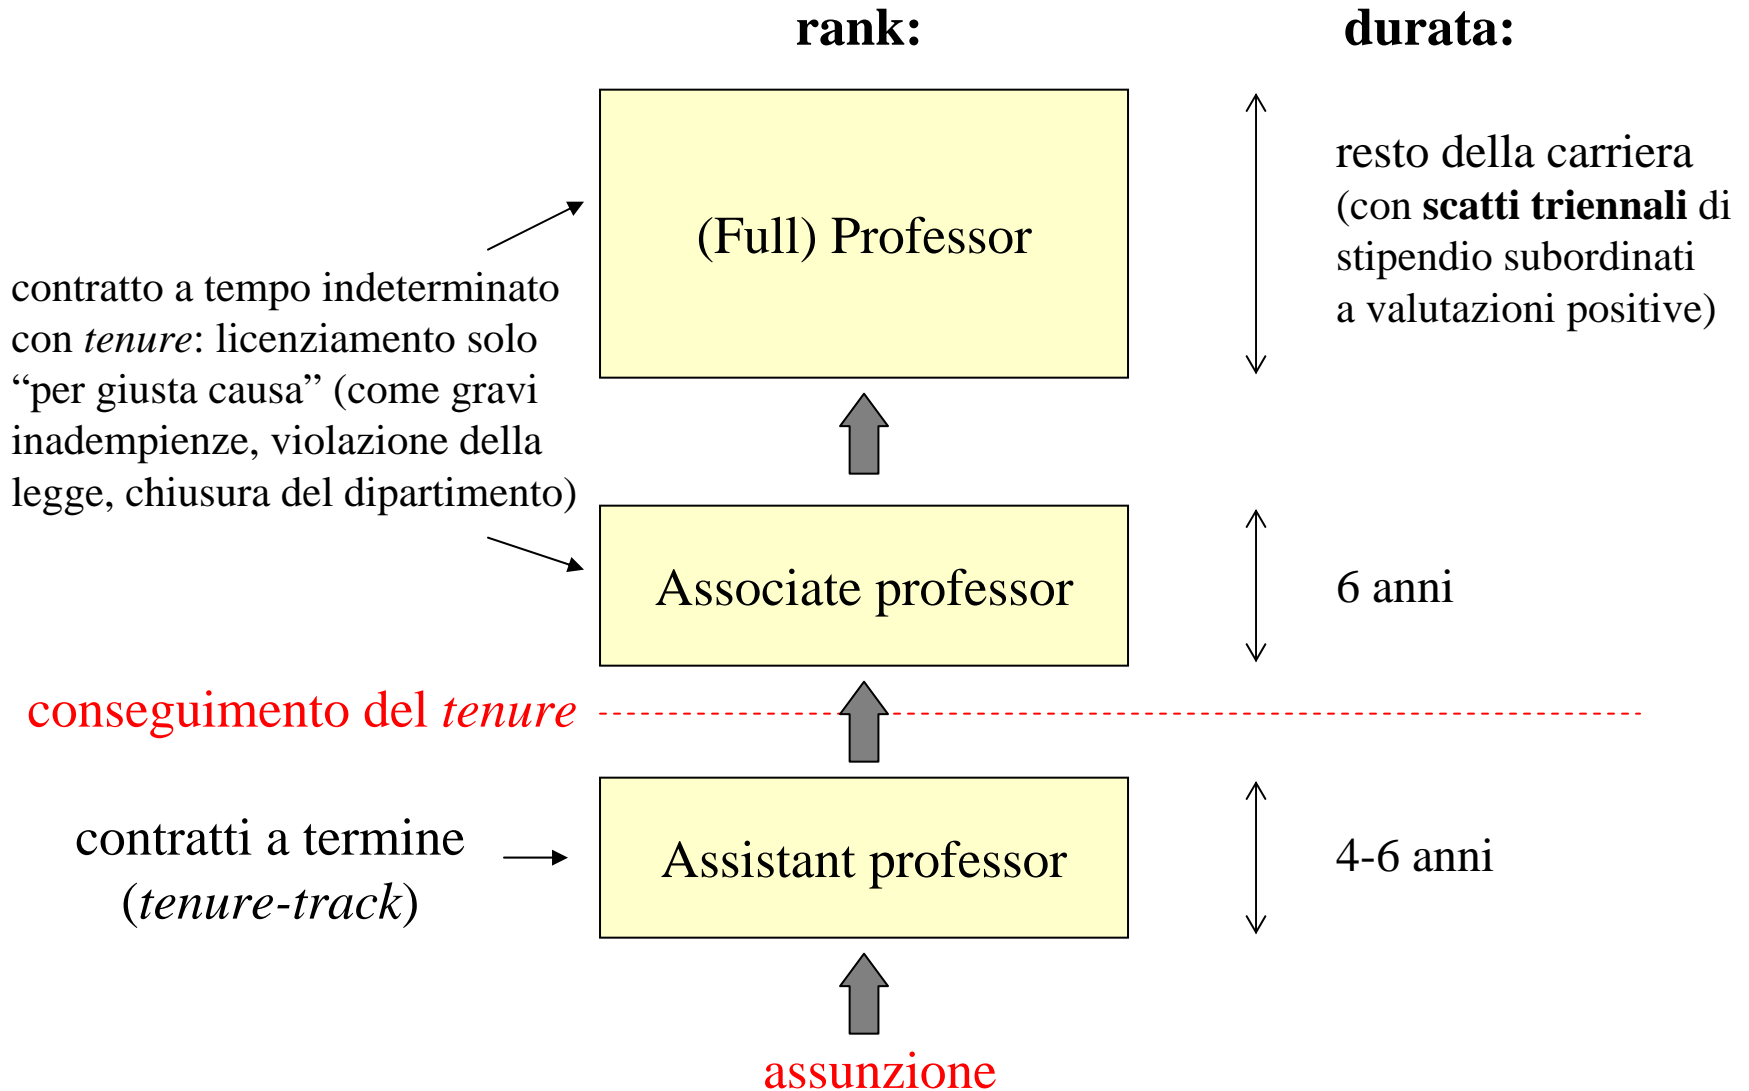 rank:
durata:
(Full) Professor
resto della carriera
(con scatti triennali di
stipendio subordinati
a valutazioni positive)
contratto a tempo indeterminato
con tenure: licenziamento solo
“per giusta causa” (come gravi
inadempienze, violazione della
legge, chiusura del dipartimento)
Associate professor
6 anni
conseguimento del tenure
contratti a termine
(tenure-track)
Assistant professor
4-6 anni
assunzione